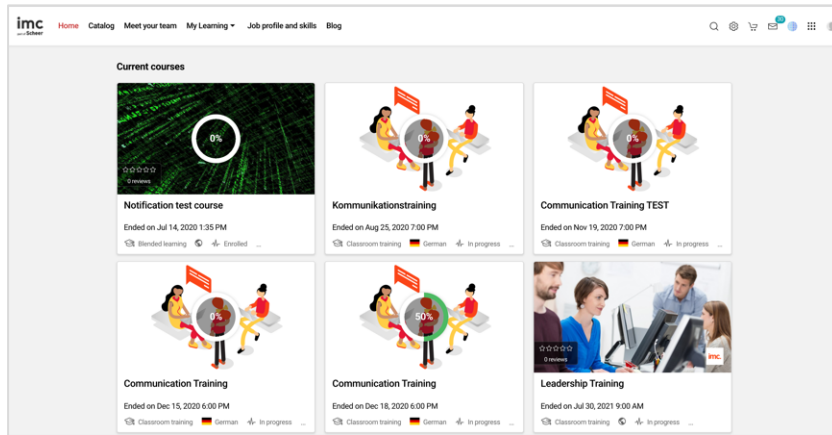 imc
Home Catalog Meet your team My Learning Job profile and skills Blog
Current courses
0%
0 reviews
Notification test course
Ended on Jul 14, 2020 1:35 PM
Blended learning Enrolled ...
0%
Kommunikationstraining
Ended on Aug 25, 2020 7:00 PM
Classroom training German In progress ...
0%
Communication Training TEST
Ended on Nov 19, 2020 7:00 PM
Classroom training German In progress ...
0%
Communication Training
Ended on Dec 15, 2020 6:00 PM
Classroom training German In progress ...
50%
Communication Training
Ended on Dec 18, 2020 6:00 PM
Classroom training German In progress ...
0 reviews
imc.
Leadership Training
Ended on Jul 30, 2021 9:00 AM
Classroom training In progress ...